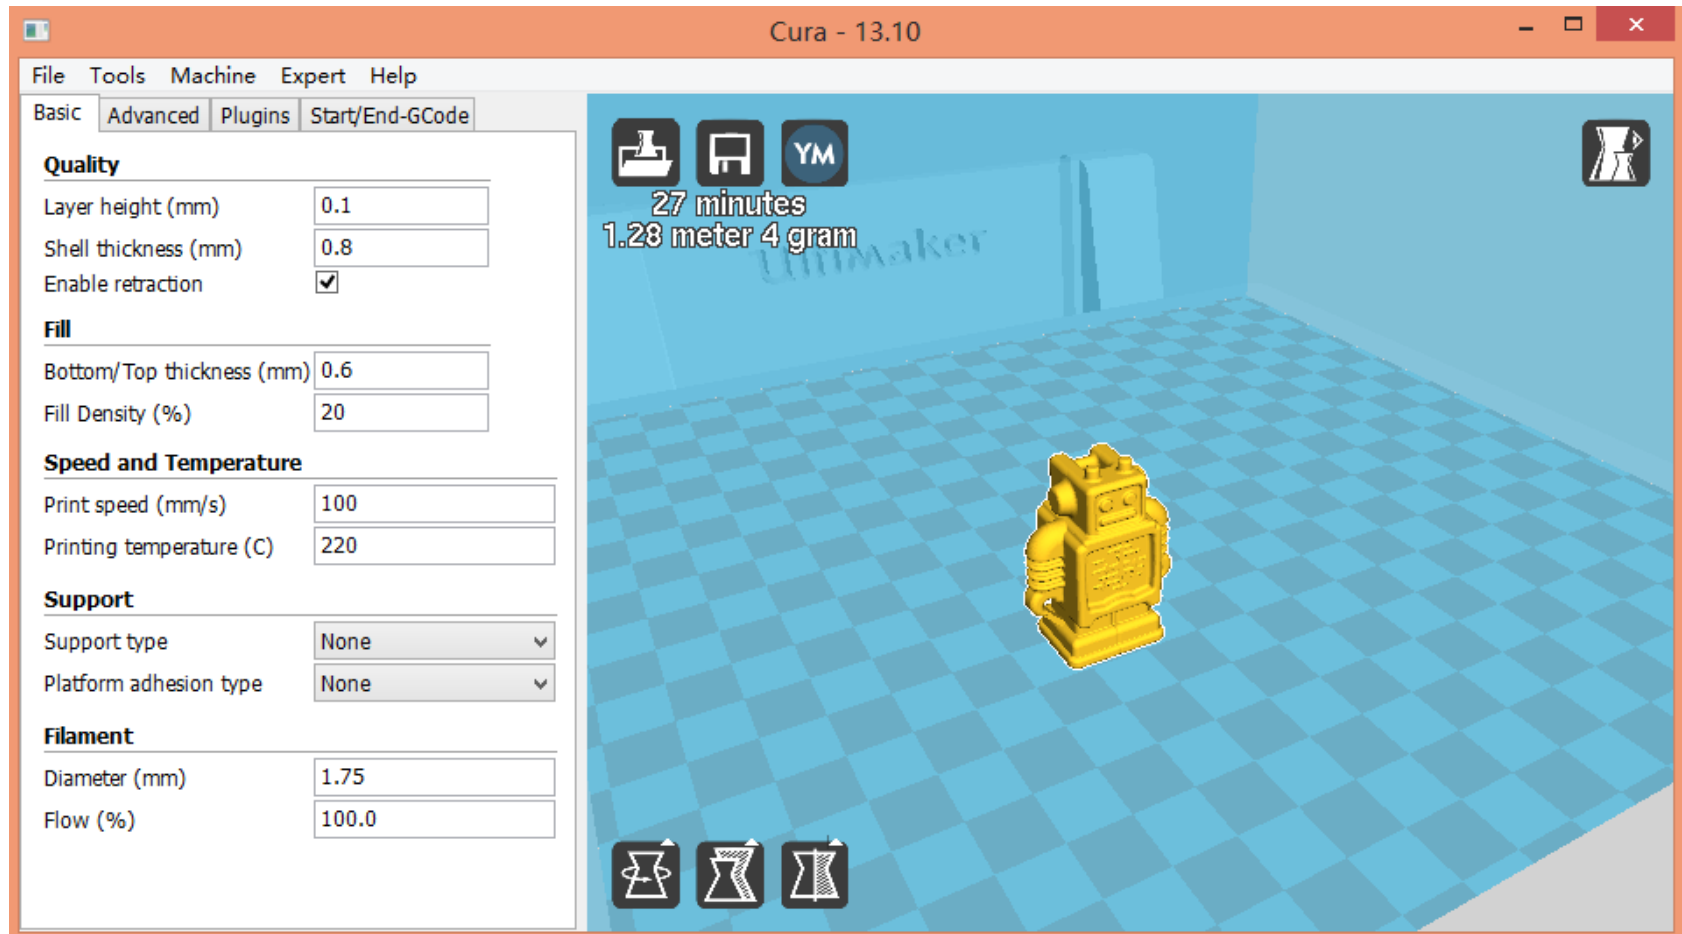 Cura - 13.10
File Tools Machine Expert Help
Basic Advanced Plugins Start/End-GCode
Quality
Layer height (mm) 0.1
Shell thickness (mm) 0.8
Enable retraction
Fill
Bottom/Top thickness (mm) 0.6
Fill Density (%) 20
Speed and Temperature
Print speed (mm/s) 100
Printing temperature (C) 220
Support
Support type None
Platform adhesion type None
Filament
Diameter (mm) 1.75
Flow (%) 100.0
YM
27 minutes
1.28 meter 4 gram
Ultimaker